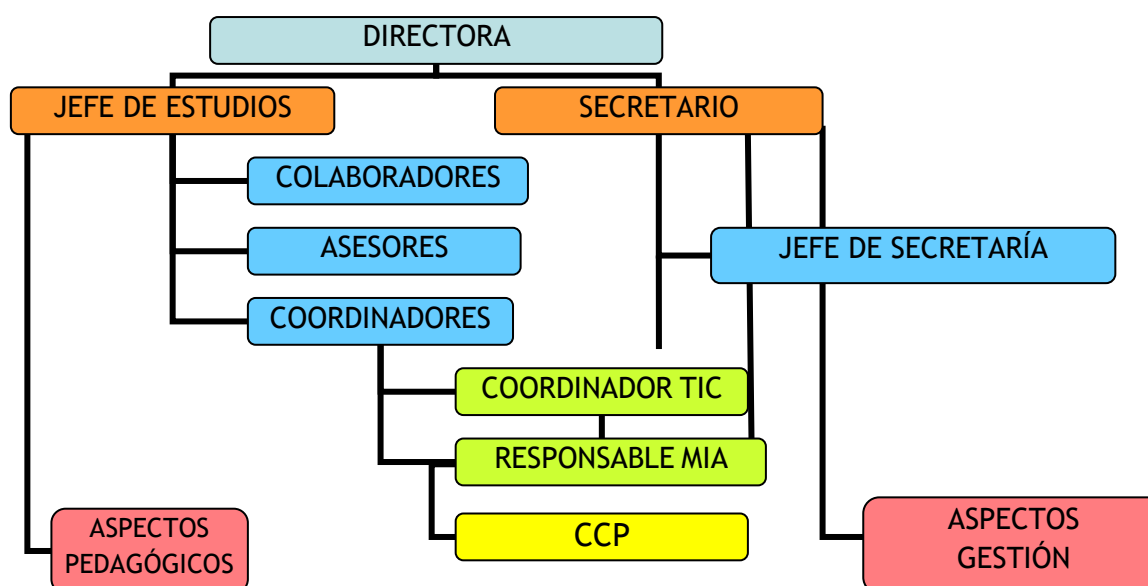 DIRECTORA
JEFE DE ESTUDIOS
SECRETARIO
COLABORADORES
ASESORES
JEFE DE SECRETARÍA
COORDINADORES
COORDINADOR TIC
RESPONSABLE MIA
ASPECTOS
PEDAGÓGICOS
CCP
ASPECTOS
GESTIÓN